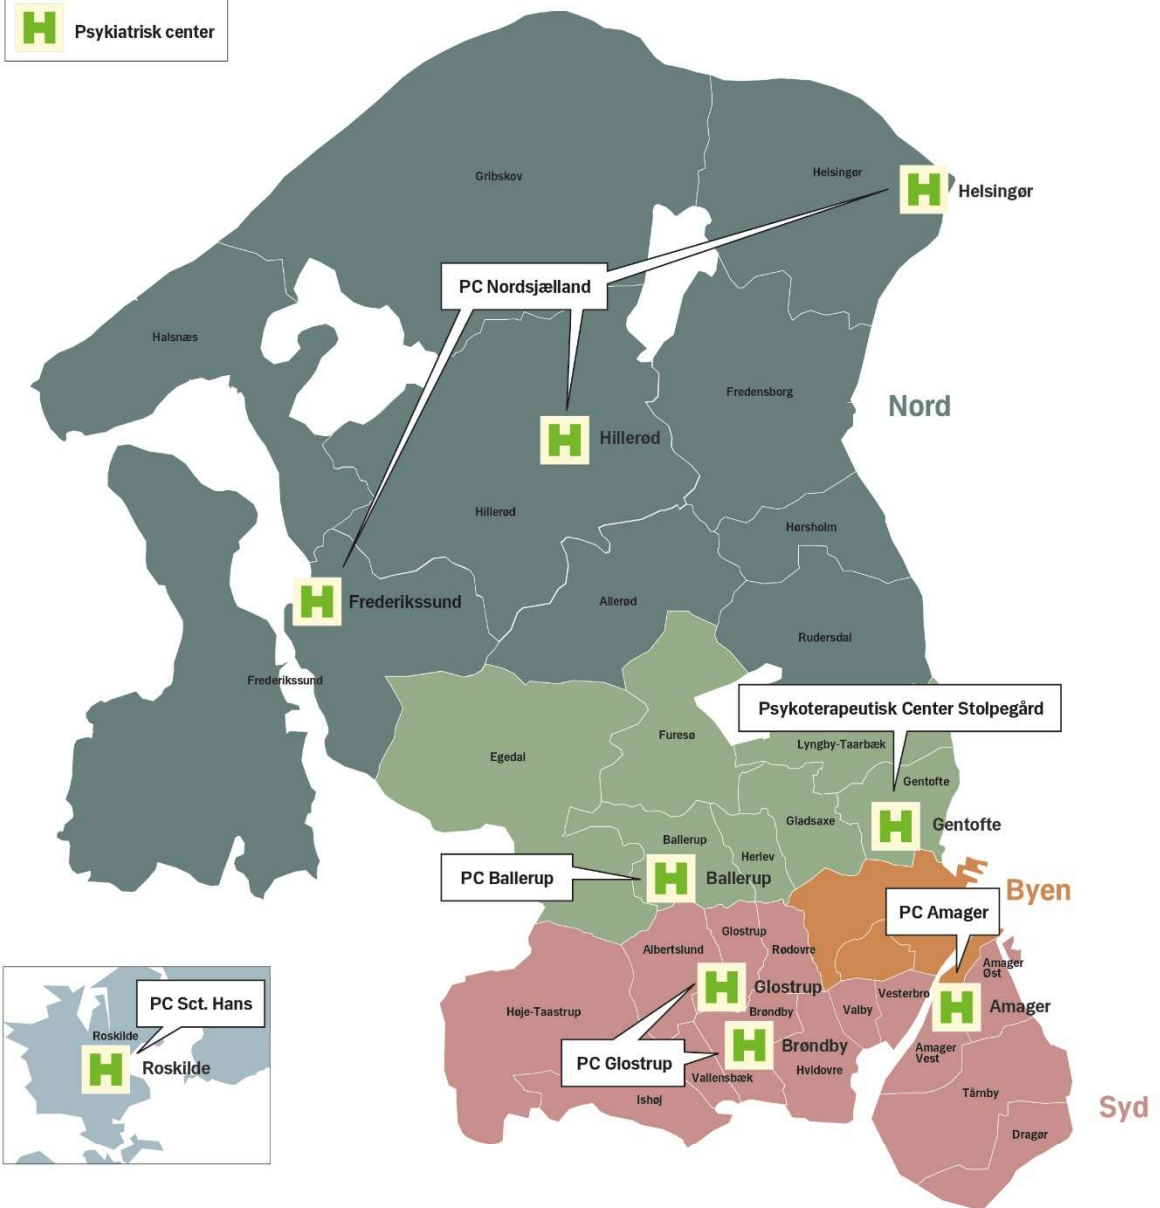 Psykiatrisk center
Gribskov
Helsingør
Helsingør
PC Nordsjælland
Halsnæs
Fredensborg
Nord
Hillerød
Hillerød
Hørsholm
Frederikssund
Allerød
Rudersdal
Frederikssund
Psykoterapeutisk Center Stolpegård
Furesø
Lyngby-Taarbæk
Egedal
Gentofte
Gladsaxe
Gentofte
Ballerup
Herlev
PC Ballerup
Ballerup
Byen
PC Amager
Glostrup
Albertslund
Rødovre
Amager
Øst
Glostrup
Vesterbro
PC Sct. Hans
Høje-Taastrup
Brøndby
Valby
Amager
Roskilde
Brøndby
Amager
Vest
PC Glostrup
Roskilde
Hvidovre
Vallensbæk
Tårnby
Ishøj
Syd
Dragør